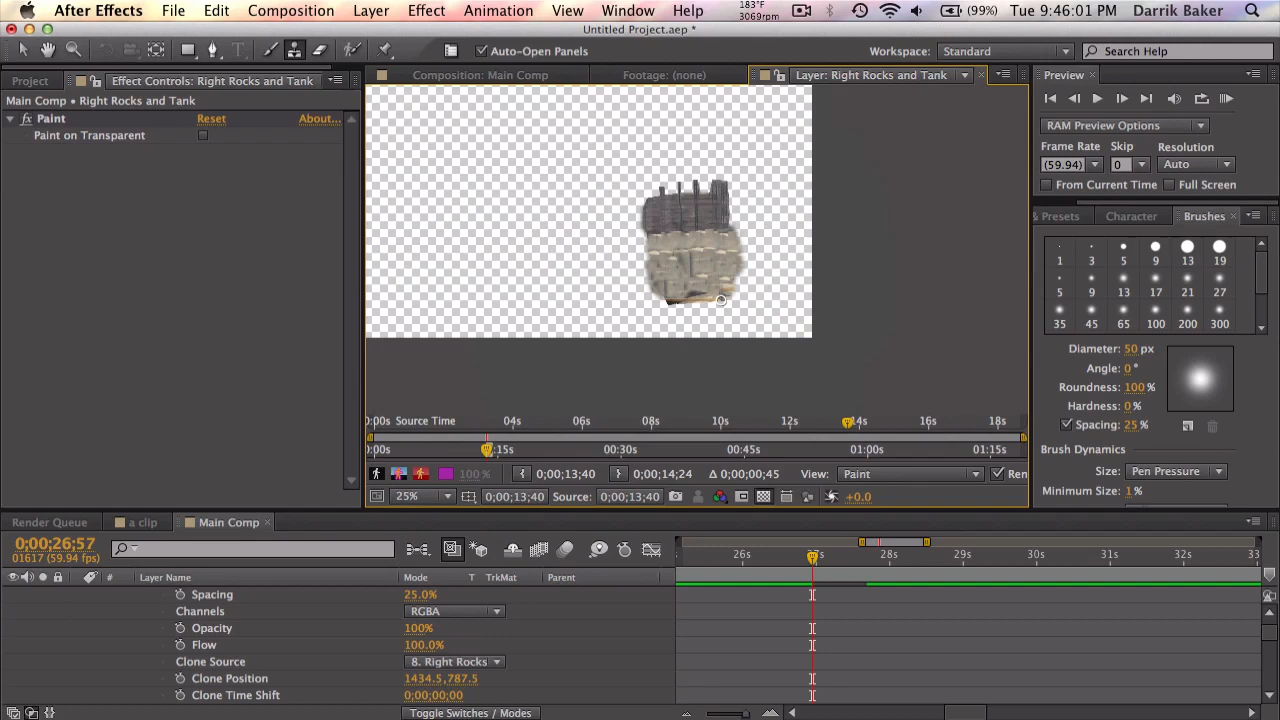 After Effects File Edit Composition Layer Effect Animation View Window Help 183°F 3069rpm (99%) Tue 9:46:01 AM Darrik Baker
Untitled Project.aep *
Auto-Open Panels Workspace: Standard Search Help
Project Effect Controls: Right Rocks and Tank Composition: Main Comp Footage: (none) Layer: Right Rocks and Tank Preview
Main Comp • Right Rocks and Tank
fx Paint Reset About...
Paint on Transparent
RAM Preview Options
Frame Rate Skip Resolution
(59.94) 0 Auto
From Current Time Full Screen
Presets Character Brushes
1 3 5 9 13 19
5 9 13 17 21 27
35 45 65 100 200 300
Diameter: 50 px
Angle: 0 °
Roundness: 100 %
Hardness: 0 %
Spacing: 25 %
Brush Dynamics
Size: Pen Pressure
Minimum Size: 1 %
0:00s Source Time 04s 06s 08s 10s 12s 14s 16s 18s
:00s :15s 00:30s 00:45s 01:00s 01:15s
100 % 0;00;13;40 0;00;14;24 Δ 0;00;00;45 View: Paint Ren
25% 0;00;13;40 Source: 0;00;13;40 +0.0
Render Queue a clip Main Comp
0;00;26;57
01617 (59.94 fps)
26s 27s 28s 29s 30s 31s 32s 33
# Layer Name Mode T TrkMat Parent
Spacing 25.0%
Channels RGBA
Opacity 100%
Flow 100.0%
Clone Source 8. Right Rocks
Clone Position 1434.5,787.5
Clone Time Shift 0;00;00;00
Toggle Switches / Modes